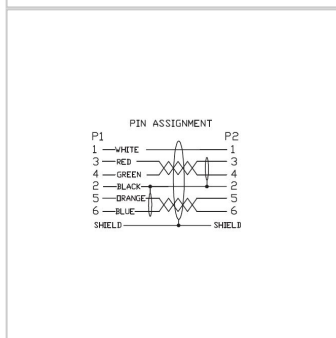 PIN ASSIGNMENT
P1 P2
1 WHITE 1
3 RED 3
4 GREEN 4
2 BLACK 2
5 ORANGE 5
6 BLUE 6
SHIELD SHIELD